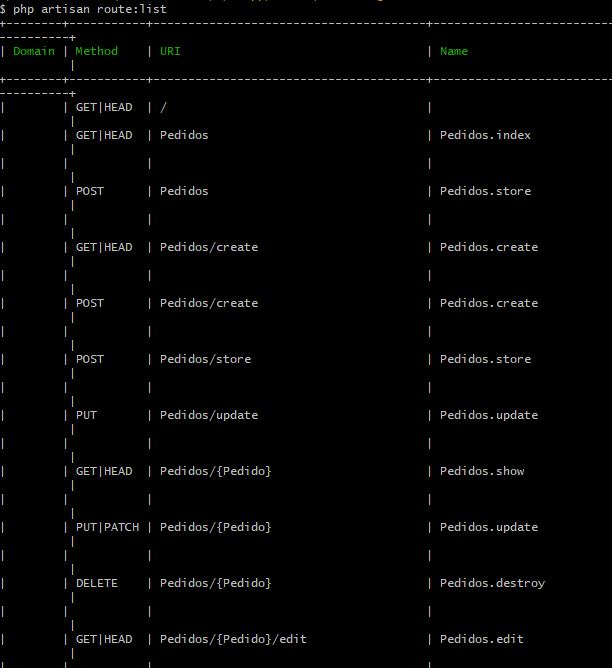 $ php artisan route:list
| Domain | Method | URI | Name
| | GET|HEAD | / |
| | GET|HEAD | Pedidos | Pedidos.index
| | POST | Pedidos | Pedidos.store
| | GET|HEAD | Pedidos/create | Pedidos.create
| | POST | Pedidos/create | Pedidos.create
| | POST | Pedidos/store | Pedidos.store
| | PUT | Pedidos/update | Pedidos.update
| | GET|HEAD | Pedidos/{Pedido} | Pedidos.show
| | PUT|PATCH | Pedidos/{Pedido} | Pedidos.update
| | DELETE | Pedidos/{Pedido} | Pedidos.destroy
| | GET|HEAD | Pedidos/{Pedido}/edit | Pedidos.edit